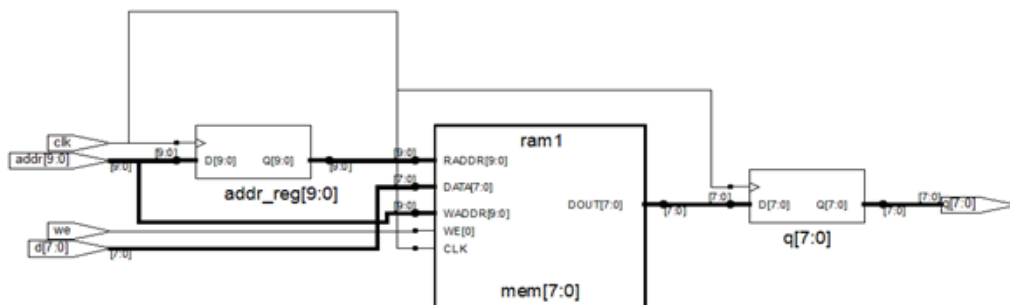 clk
addr[9:0]
[9:0]
[9:0]
D[9:0]
Q[9:0]
[9:0]
addr_reg[9:0]
we
d[7:0]
[7:0]
ram1
[9:0]
RADDR[9:0]
[7:0]
DATA[7:0]
[9:0]
WADDR[9:0]
WE[0]
CLK
DOUT[7:0]
mem[7:0]
[7:0]
[7:0]
D[7:0]
Q[7:0]
q[7:0]
[7:0]
[7:0]
q[7:0]